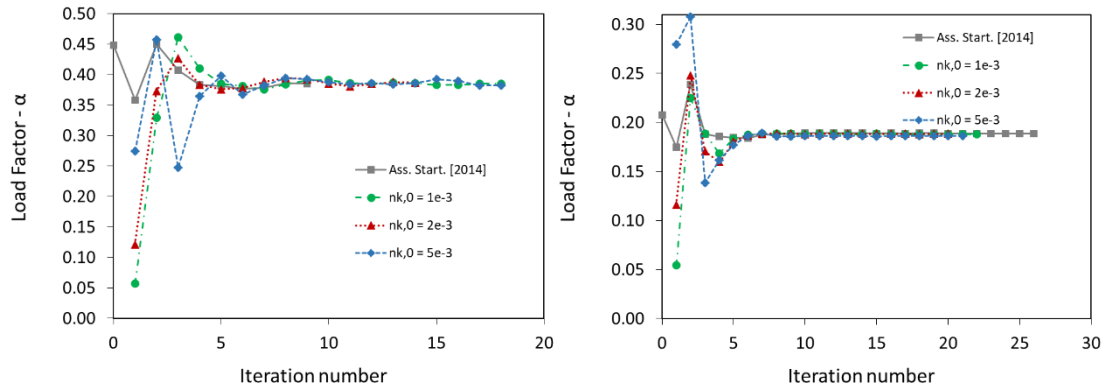 0.50
0.45
0.40
0.35
0.30
0.25
0.20
0.15
0.10
0.05
0.00
Load Factor - α
0 5 10 15 20
Iteration number
Ass. Start. [2014]
nk,0 = 1e-3
nk,0 = 2e-3
nk,0 = 5e-3
0.30
0.25
0.20
0.15
0.10
0.05
0.00
Load Factor - α
0 5 10 15 20 25 30
Iteration number
Ass. Start. [2014]
nk,0 = 1e-3
nk,0 = 2e-3
nk,0 = 5e-3